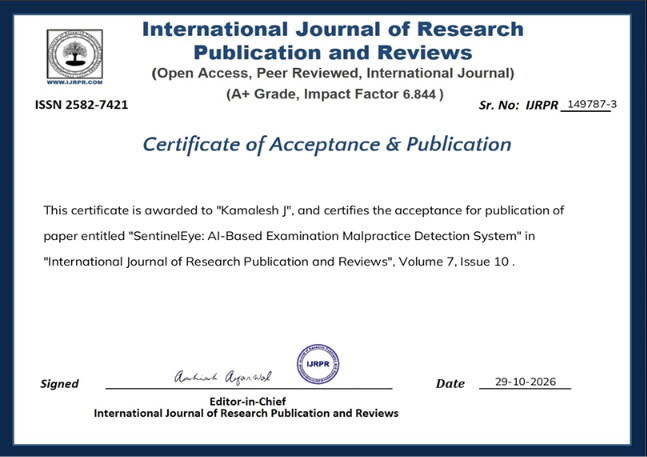 International Journal of Research
Publication and Reviews
(Open Access, Peer Reviewed, International Journal)
(A+ Grade, Impact Factor 6.844 )
WWW.IJRPR.COM
ISSN 2582-7421
Sr. No: IJRPR 149787-3
Certificate of Acceptance & Publication
This certificate is awarded to "Kamalesh J", and certifies the acceptance for publication of
paper entitled "SentinelEye: AI-Based Examination Malpractice Detection System" in
"International Journal of Research Publication and Reviews", Volume 7, Issue 10 .
IJRPR
Signed Aashish Agarwal
Date 29-10-2026
Editor-in-Chief
International Journal of Research Publication and Reviews